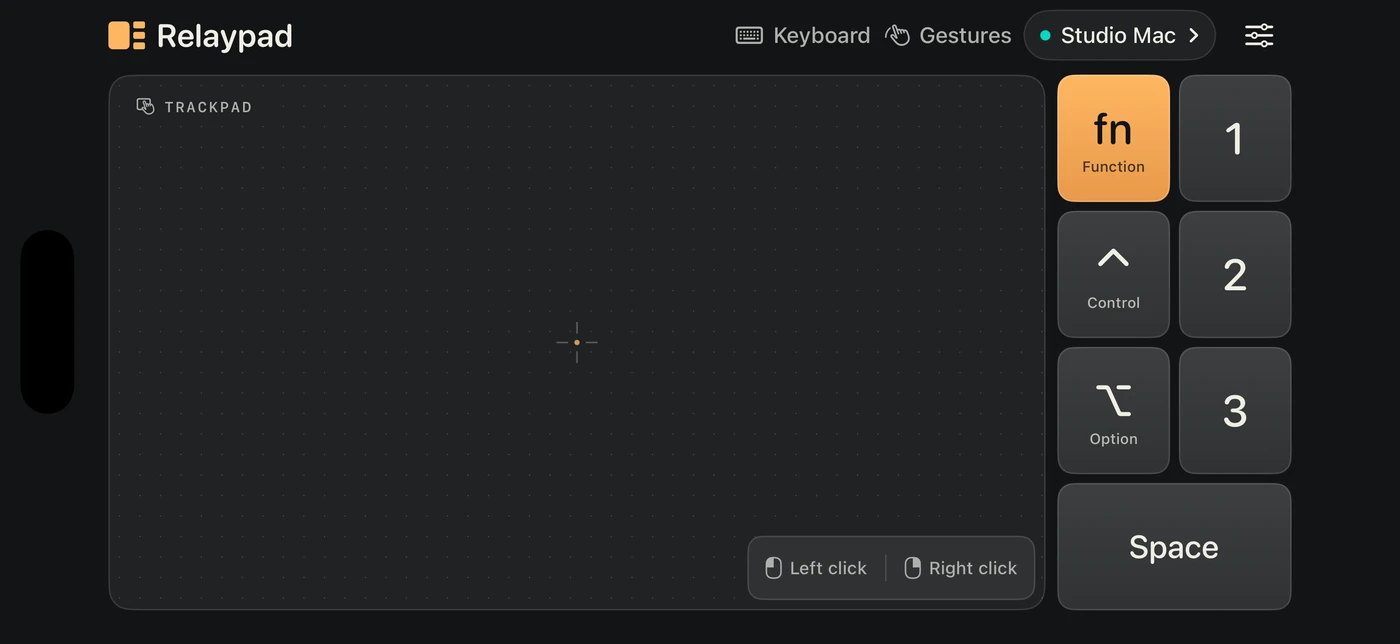 Relaypad
Keyboard
Gestures
Studio Mac
TRACKPAD
fn
Function
1
Control
2
Option
3
Left click
Right click
Space